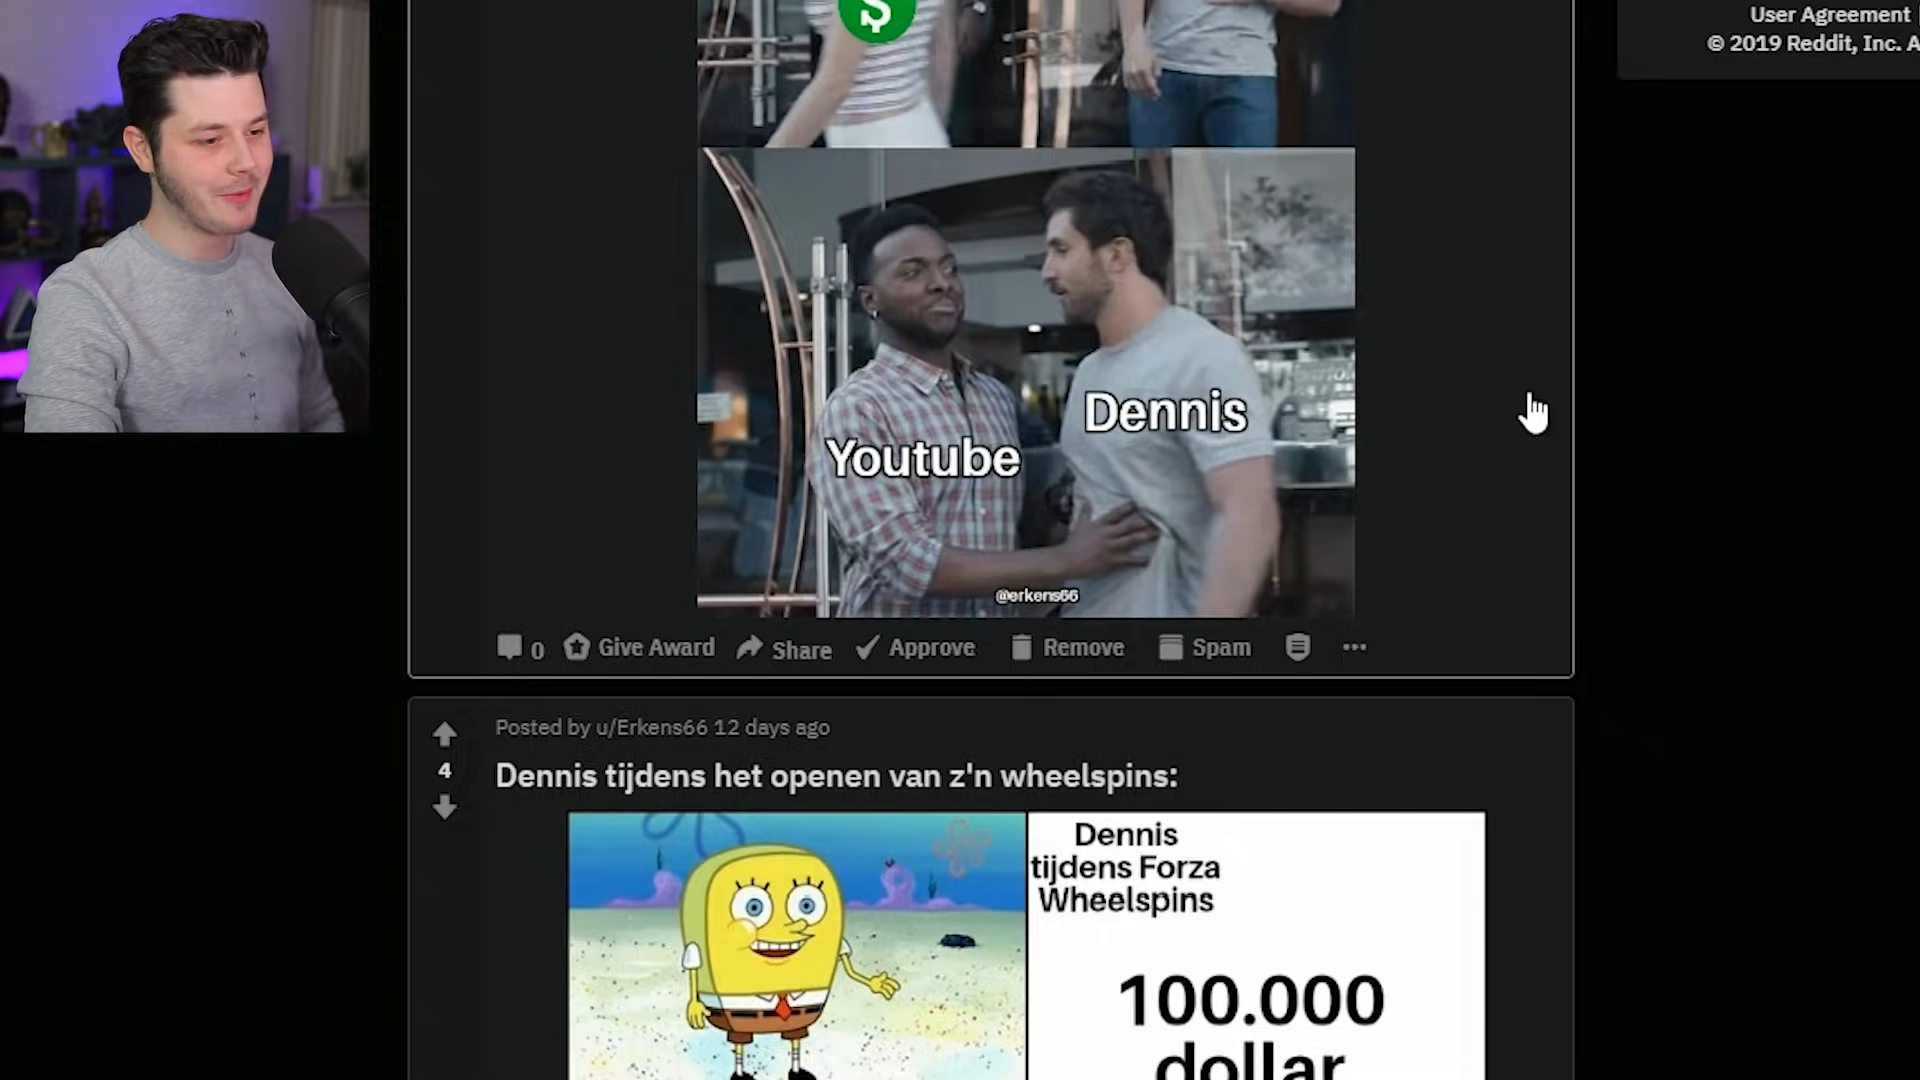 $
User Agreement
© 2019 Reddit, Inc. A
Dennis
Youtube
@erkens66
0 Give Award Share Approve Remove Spam
Posted by u/Erkens66 12 days ago
4
Dennis tijdens het openen van z'n wheelspins:
Dennis
tijdens Forza
Wheelspins
100.000
dollar